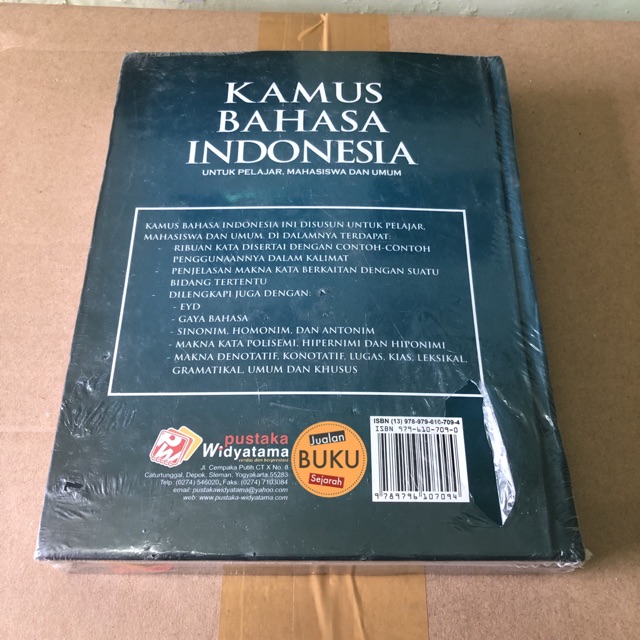 KAMUS
BAHASA
INDONESIA
UNTUK PELAJAR, MAHASISWA DAN UMUM
KAMUS BAHASA INDONESIA INI DISUSUN UNTUK PELAJAR,
MAHASISWA DAN UMUM. DI DALAMNYA TERDAPAT:
- RIBUAN KATA DISERTAI DENGAN CONTOH-CONTOH
PENGGUNAANNYA DALAM KALIMAT
- PENJELASAN MAKNA KATA BERKAITAN DENGAN SUATU
BIDANG TERTENTU
- DILENGKAPI JUGA DENGAN:
- EYD
- GAYA BAHASA
- SINONIM, HOMONIM, DAN ANTONIM
- MAKNA KATA POLISEMI, HIPERNIMI DAN HIPONIMI
- MAKNA DENOTATIF, KONOTATIF, LUGAS, KIAS, LEKSIKAL,
GRAMATIKAL, UMUM DAN KHUSUS
pustaka
Widyatama
cerdas dan berprestasi
Jl. Cempaka Putih CT X No. 8
Caturtunggal, Depok, Sleman, Yogyakarta 55283
Telp: (0274) 546020, Faks: (0274) 7103084
email: pustakawidyatama@yahoo.com
web: www.pustaka-widyatama.com
Jualan
BUKU
Sejarah
ISBN (13) 978-979-610-709-4
ISBN 979-610-709-0
9 789796 107094